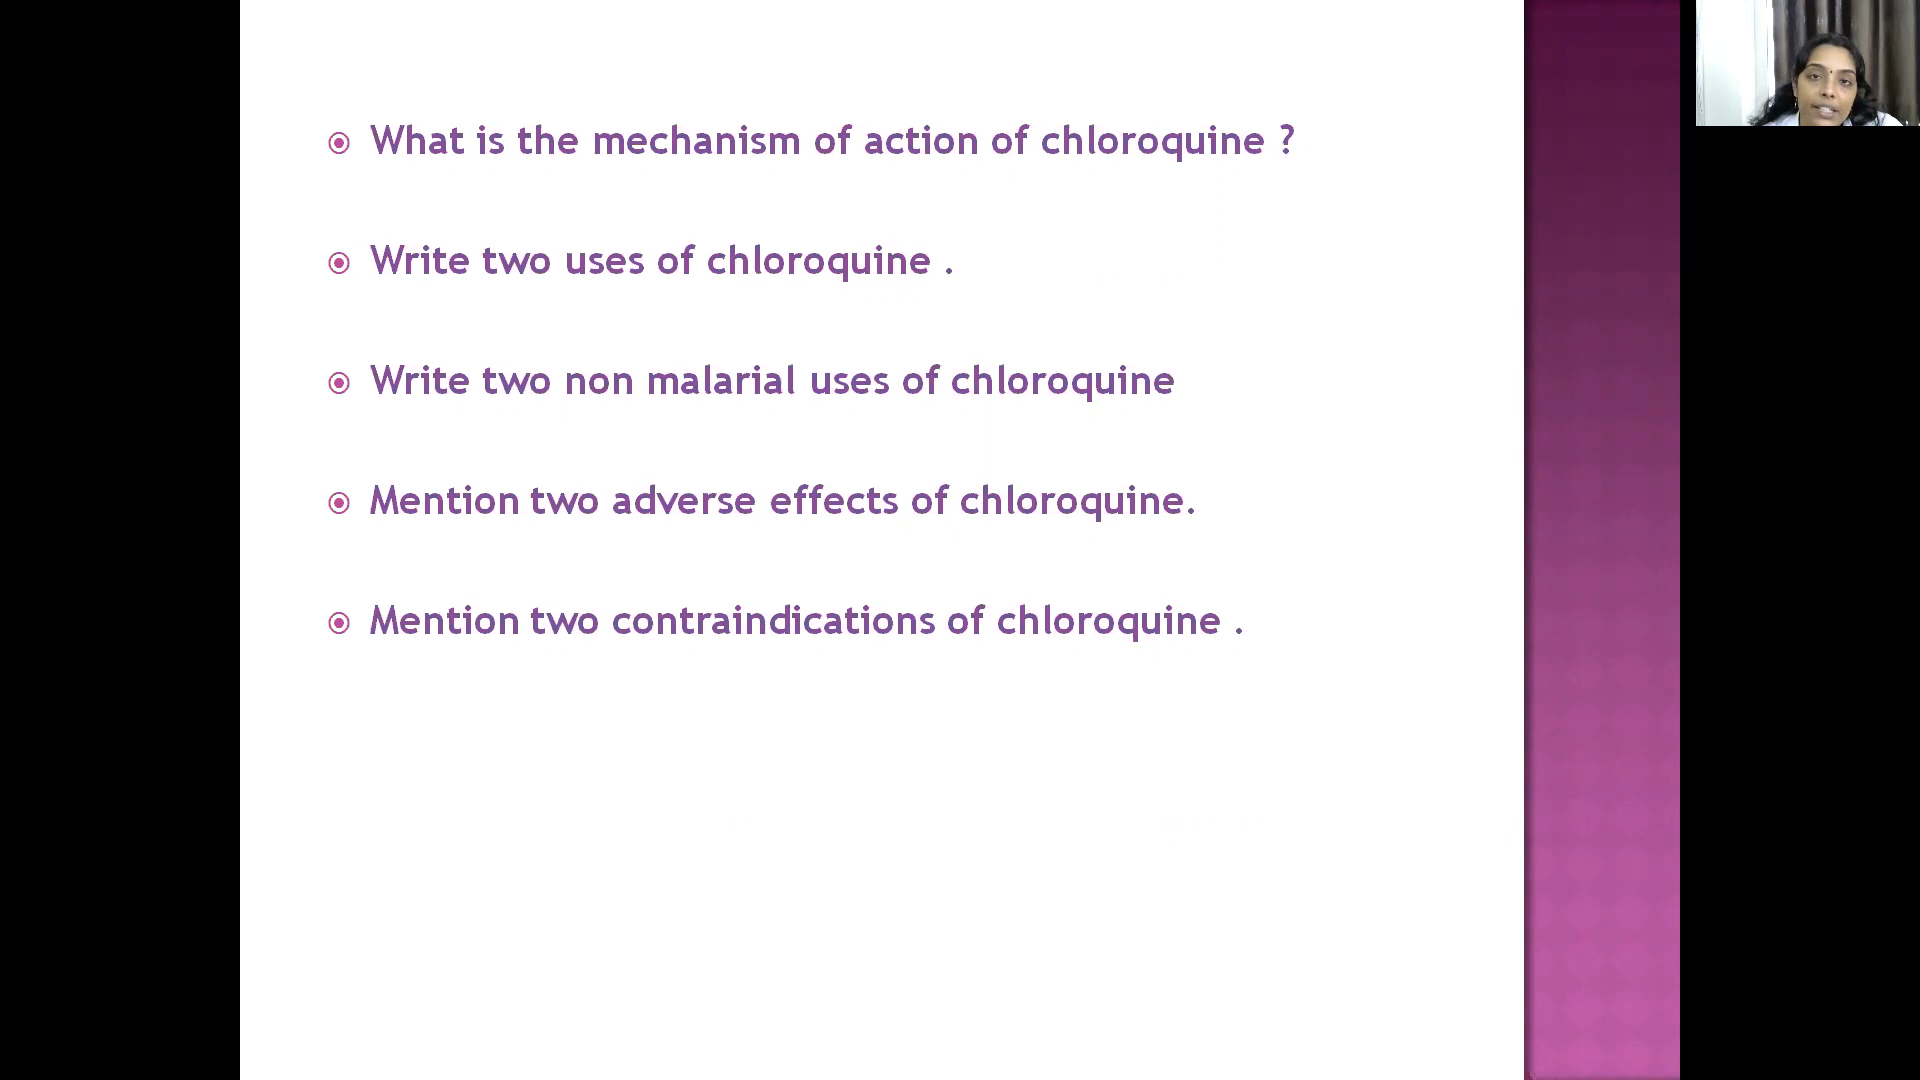 What is the mechanism of action of chloroquine ?
Write two uses of chloroquine .
Write two non malarial uses of chloroquine
Mention two adverse effects of chloroquine.
Mention two contraindications of chloroquine .